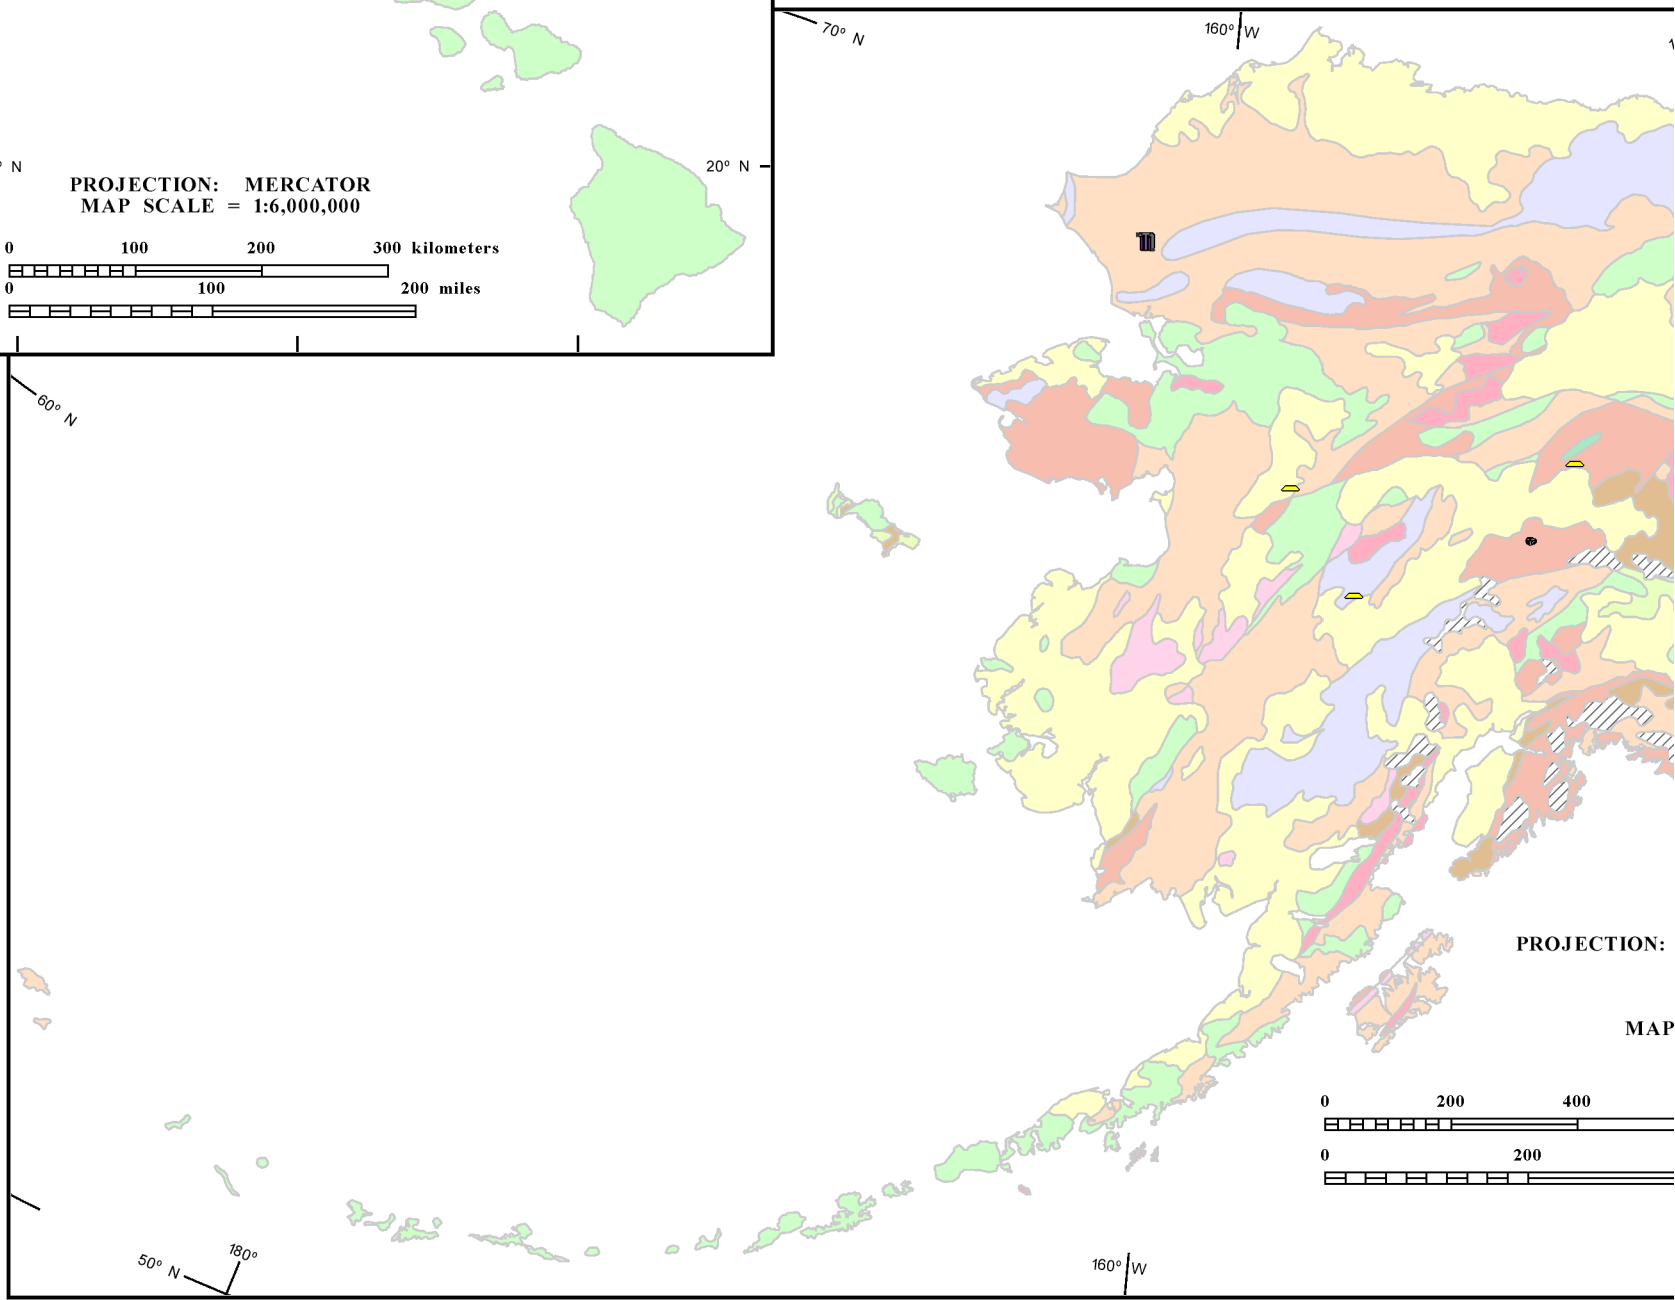 70° N
160° W
° N
20° N
PROJECTION: MERCATOR
MAP SCALE = 1:6,000,000
0 100 200 300 kilometers
0 100 200 miles
60° N
PROJECTION:
MAP
0 200 400
0 200
50° N
180°
160° W